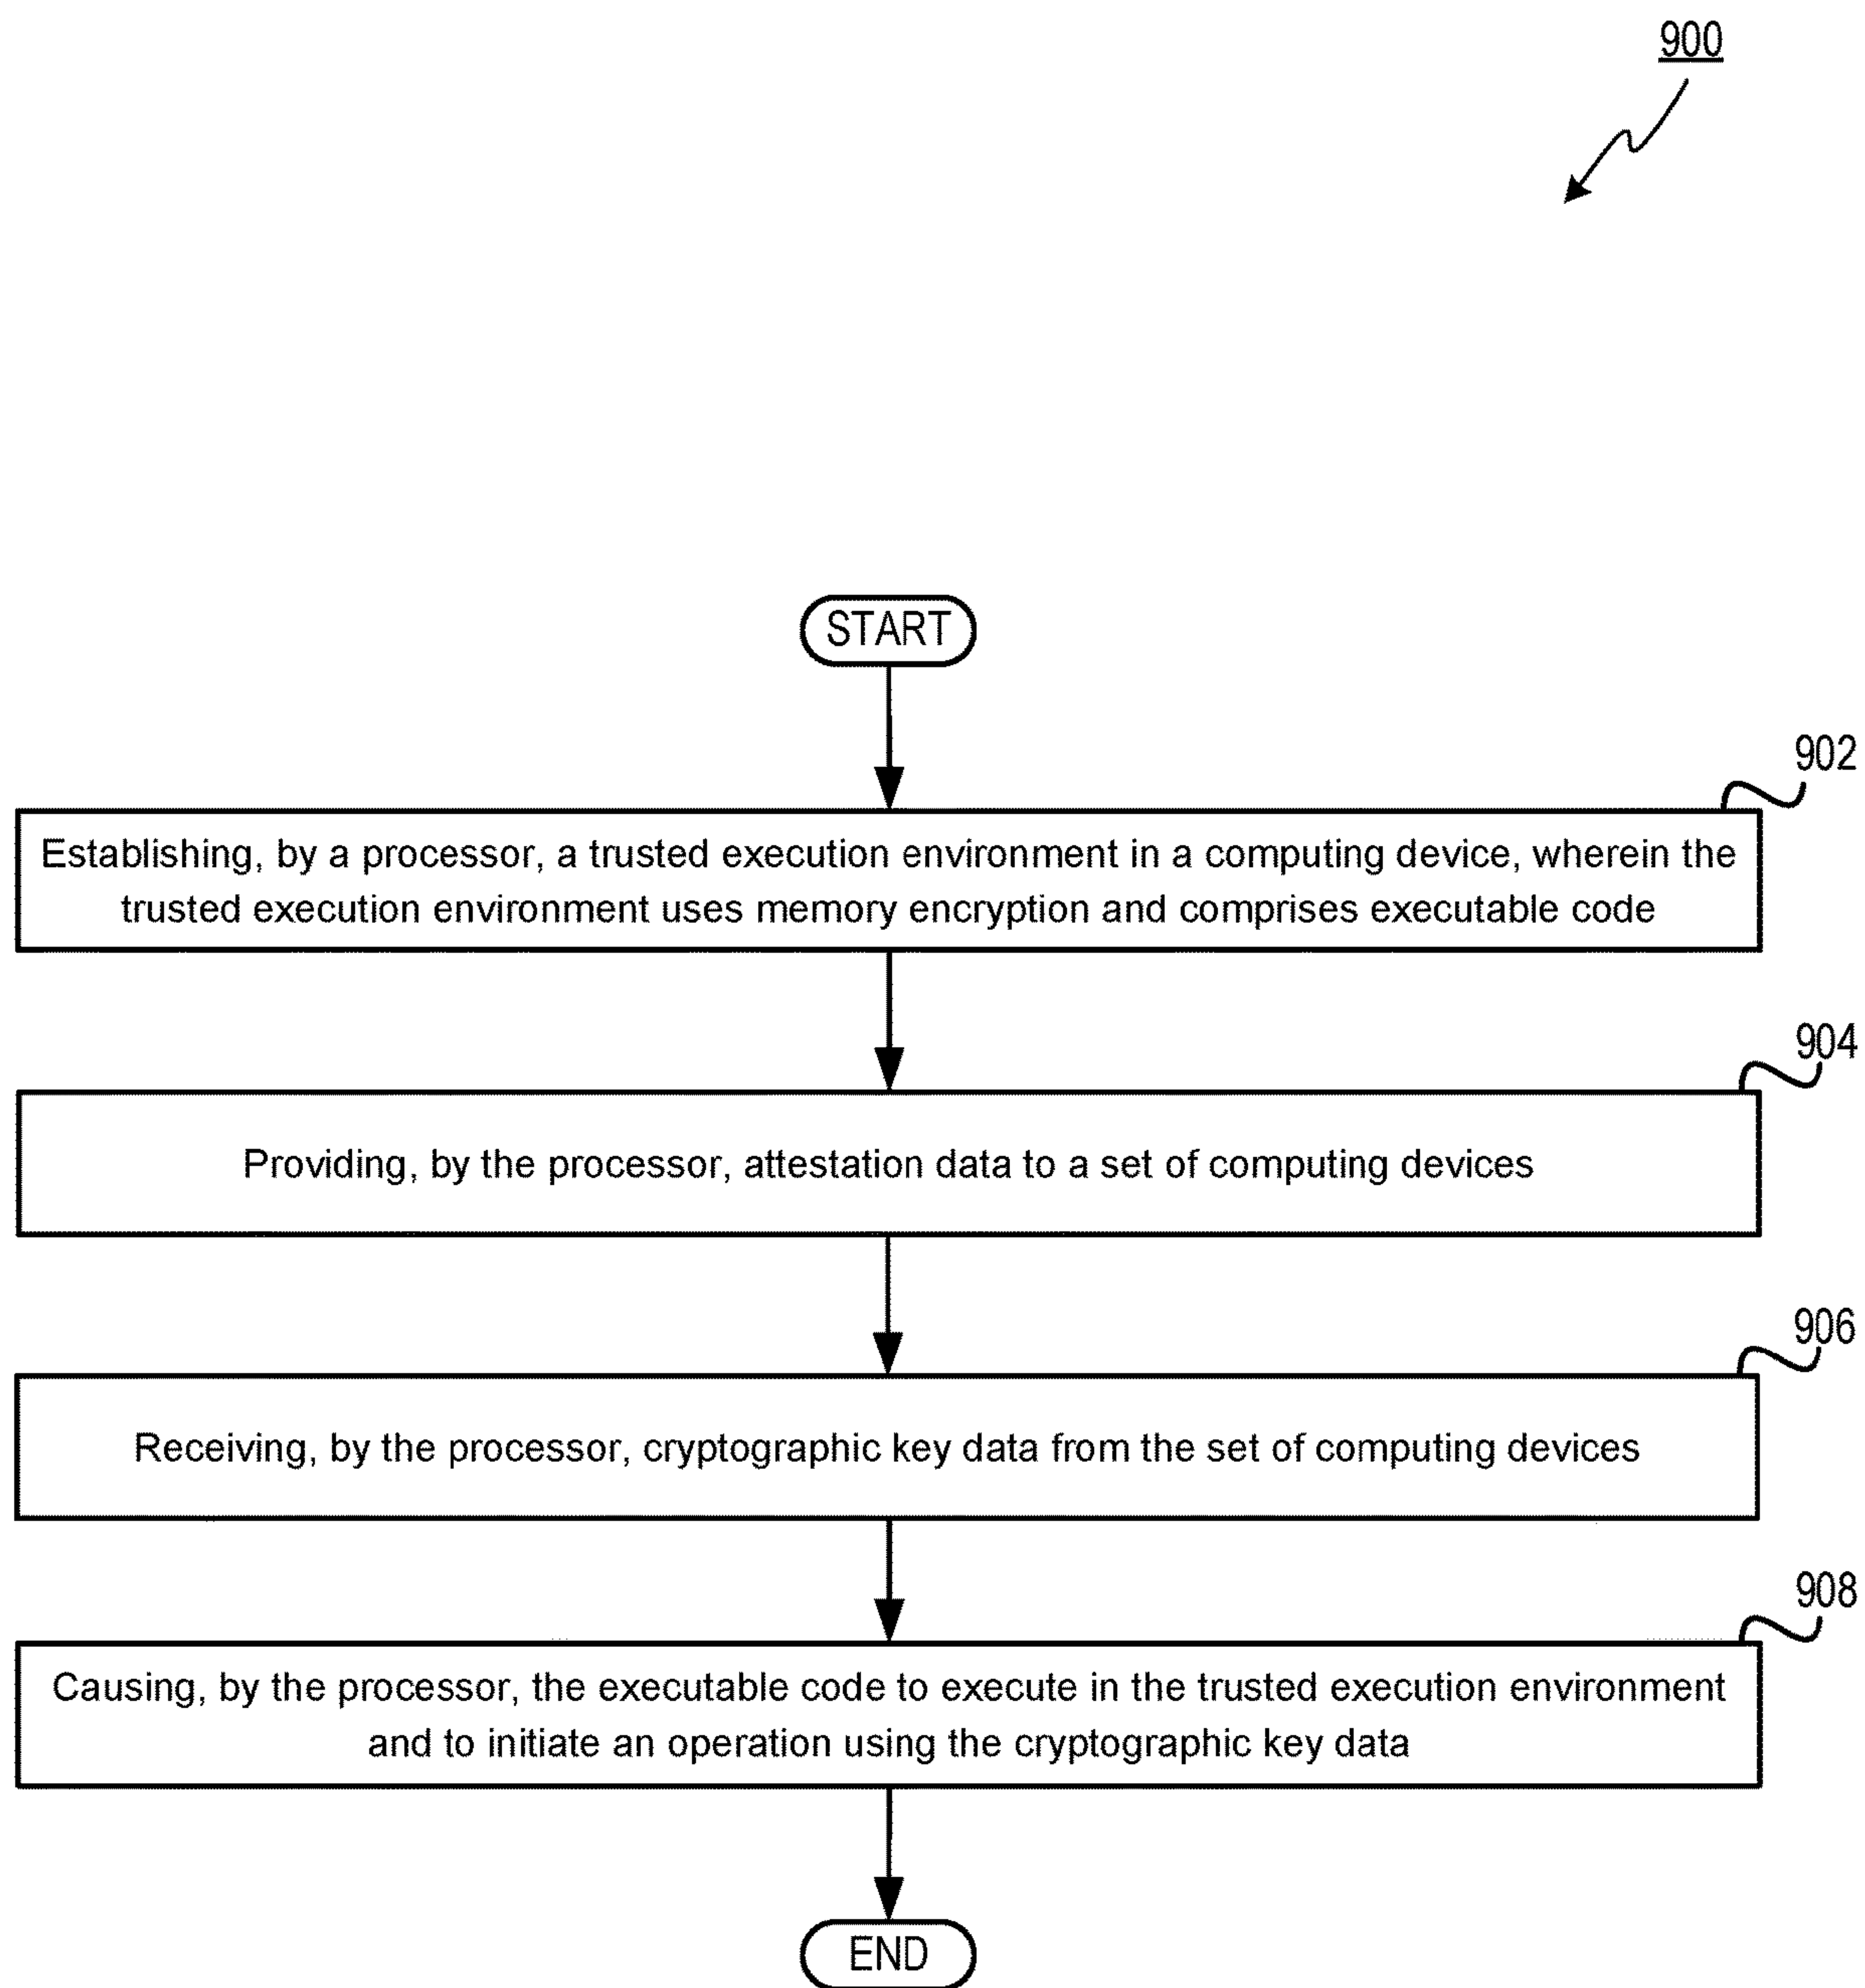 900
START
902
Establishing, by a processor, a trusted execution environment in a computing device, wherein the
trusted execution environment uses memory encryption and comprises executable code
904
Providing, by the processor, attestation data to a set of computing devices
906
Receiving, by the processor, cryptographic key data from the set of computing devices
908
Causing, by the processor, the executable code to execute in the trusted execution environment
and to initiate an operation using the cryptographic key data
END